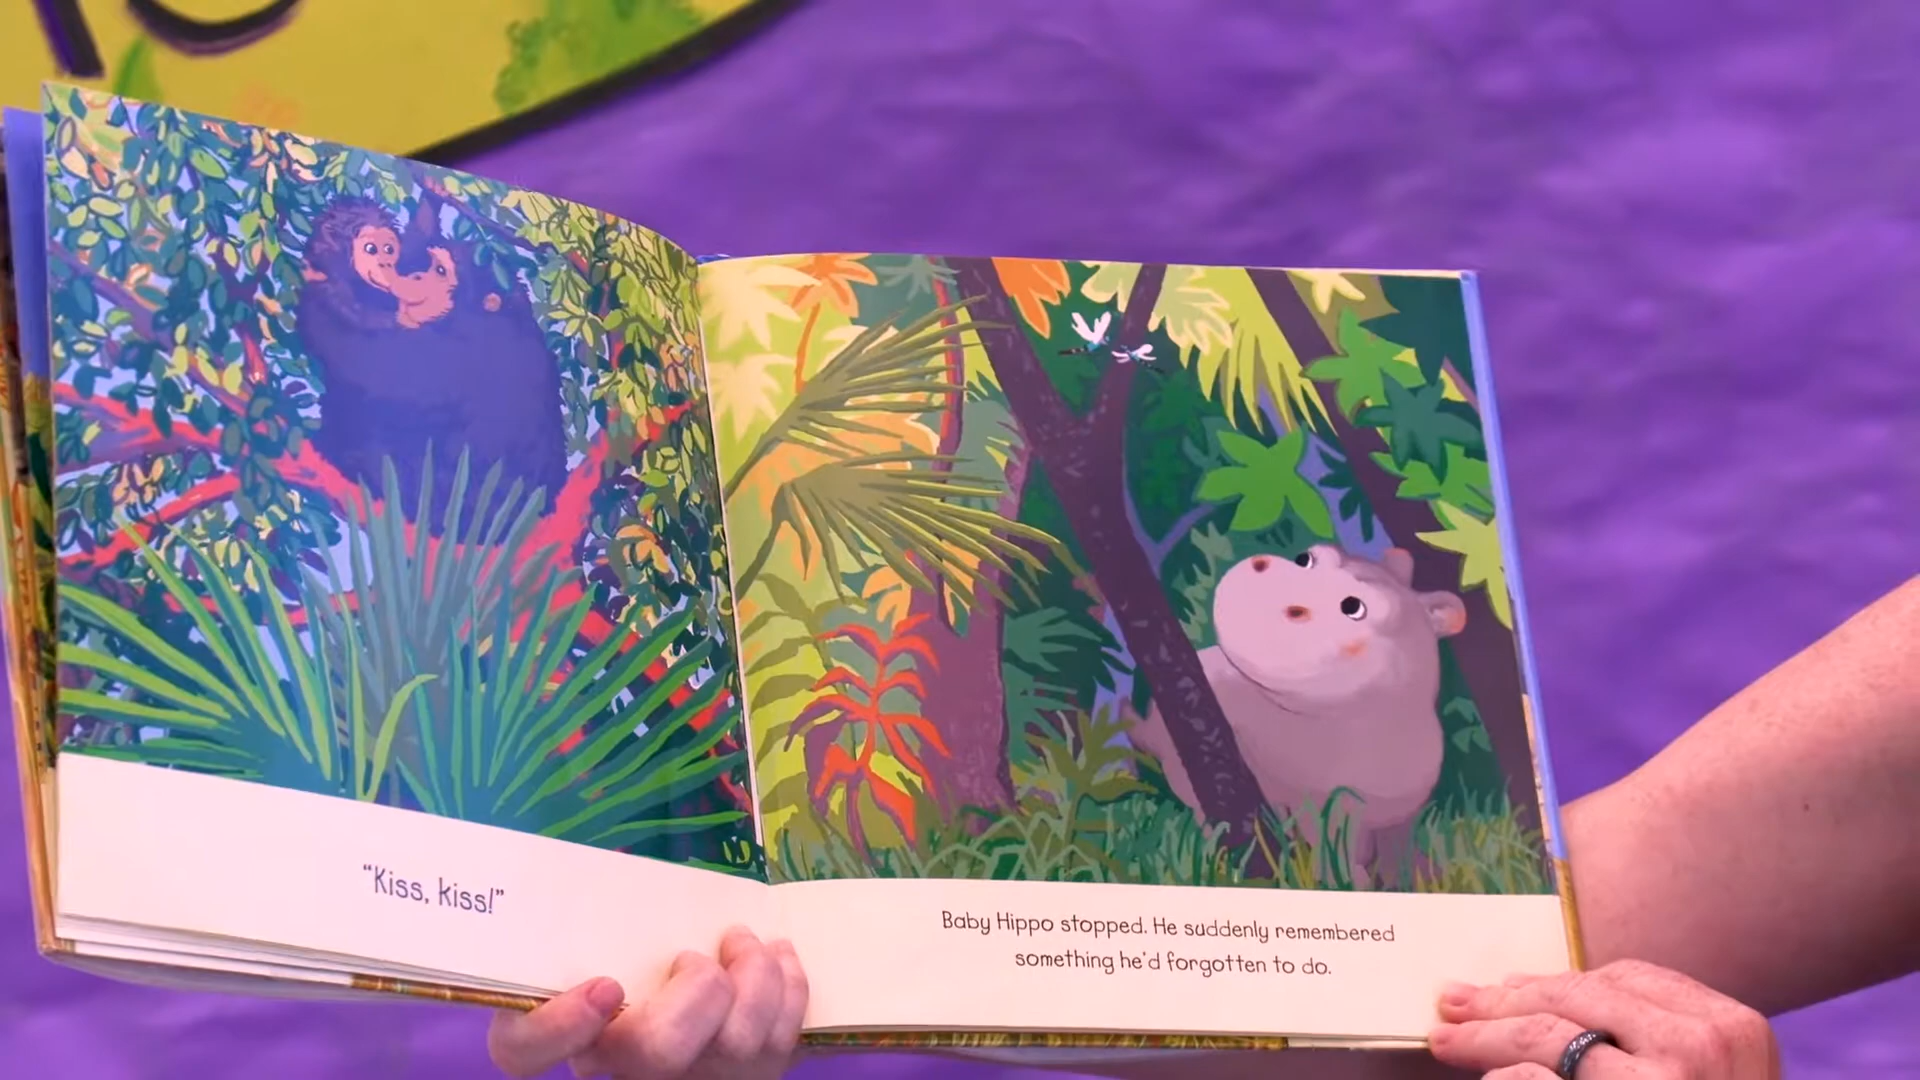 “Kiss, kiss!”
Baby Hippo stopped. He suddenly remembered
something he'd forgotten to do.